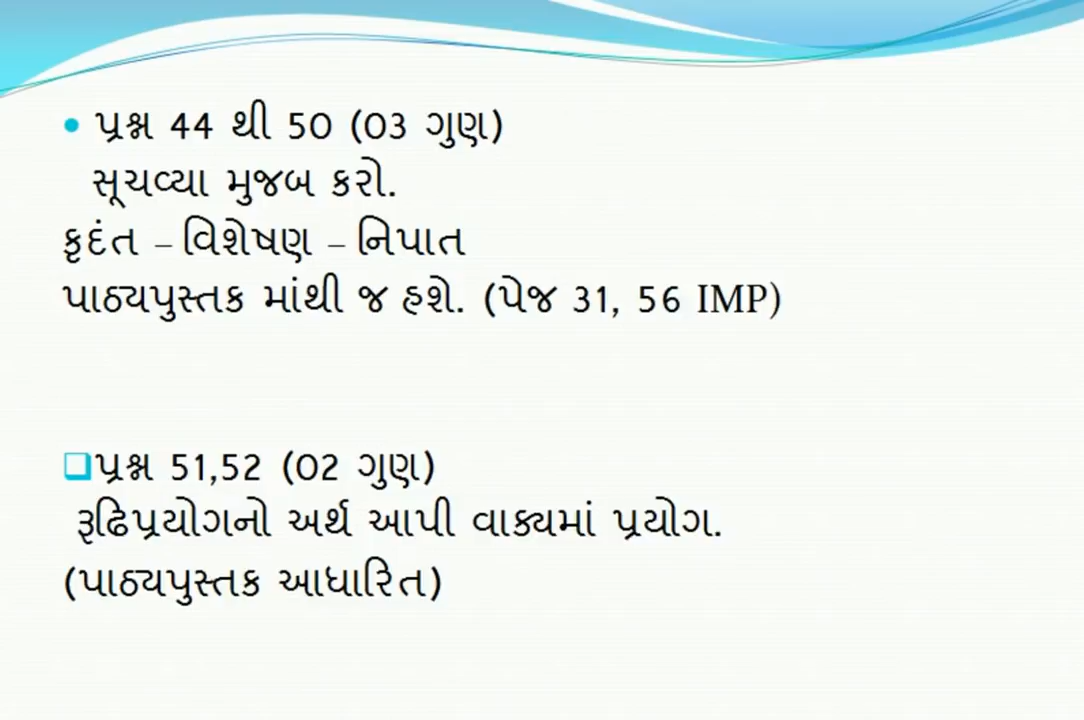 પ્રશ્ન 44 થી 50 (03 ગુણ)
સૂચવ્યા મુજબ કરો.
કૃદંત – વિશેષણ – નિપાત
પાઠ્યપુસ્તક માંથી જ હશે. (પેજ 31, 56 IMP)
પ્રશ્ન 51,52 (02 ગુણ)
રૂઢિપ્રયોગનો અર્થ આપી વાક્યમાં પ્રયોગ.
(પાઠ્યપુસ્તક આધારિત)